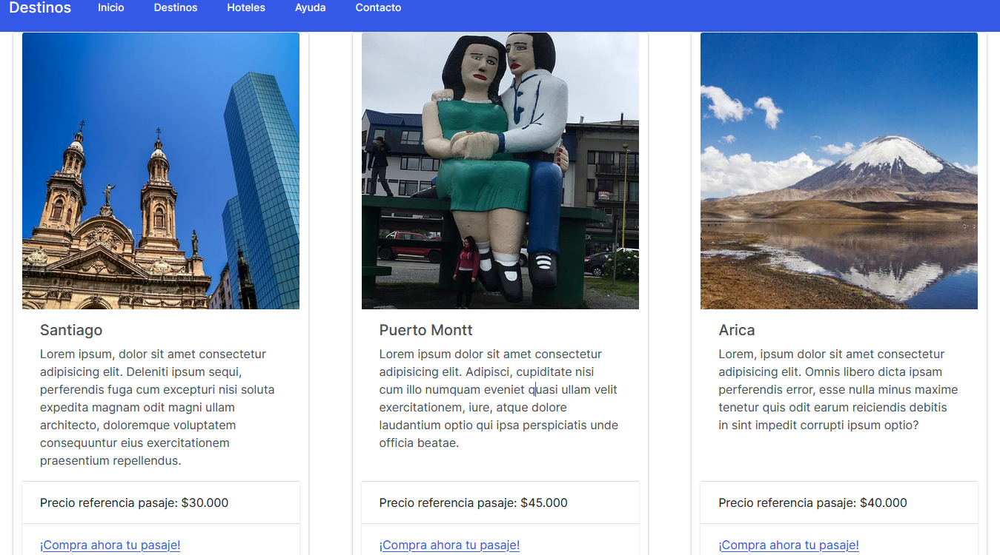 Destinos Inicio Destinos Hoteles Ayuda Contacto
Santiago
Lorem ipsum, dolor sit amet consectetur
adipisicing elit. Deleniti ipsum sequi,
perferendis fuga cum excepturi nisi soluta
expedita magnam odit magni ullam
architecto, doloremque voluptatem
consequuntur eius exercitationem
praesentium repellendus.
Precio referencia pasaje: $30.000
¡Compra ahora tu pasaje!
Puerto Montt
Lorem ipsum dolor sit amet consectetur
adipisicing elit. Adipisci, cupiditate nisi
cum illo numquam eveniet quasi ullam velit
exercitationem, iure, atque dolore
laudantium optio qui ipsa perspiciatis unde
officia beatae.
Precio referencia pasaje: $45.000
¡Compra ahora tu pasaje!
Arica
Lorem, ipsum dolor sit amet consectetur
adipisicing elit. Omnis libero dicta ipsam
perferendis error, esse nulla minus maxime
tenetur quis odit earum reiciendis debitis
in sint impedit corrupti ipsum optio?
Precio referencia pasaje: $40.000
¡Compra ahora tu pasaje!